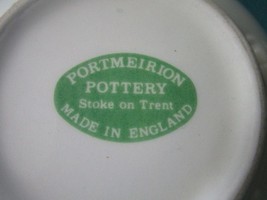 PORTMEIRION
POTTERY
Stoke on Trent
MADE IN ENGLAND